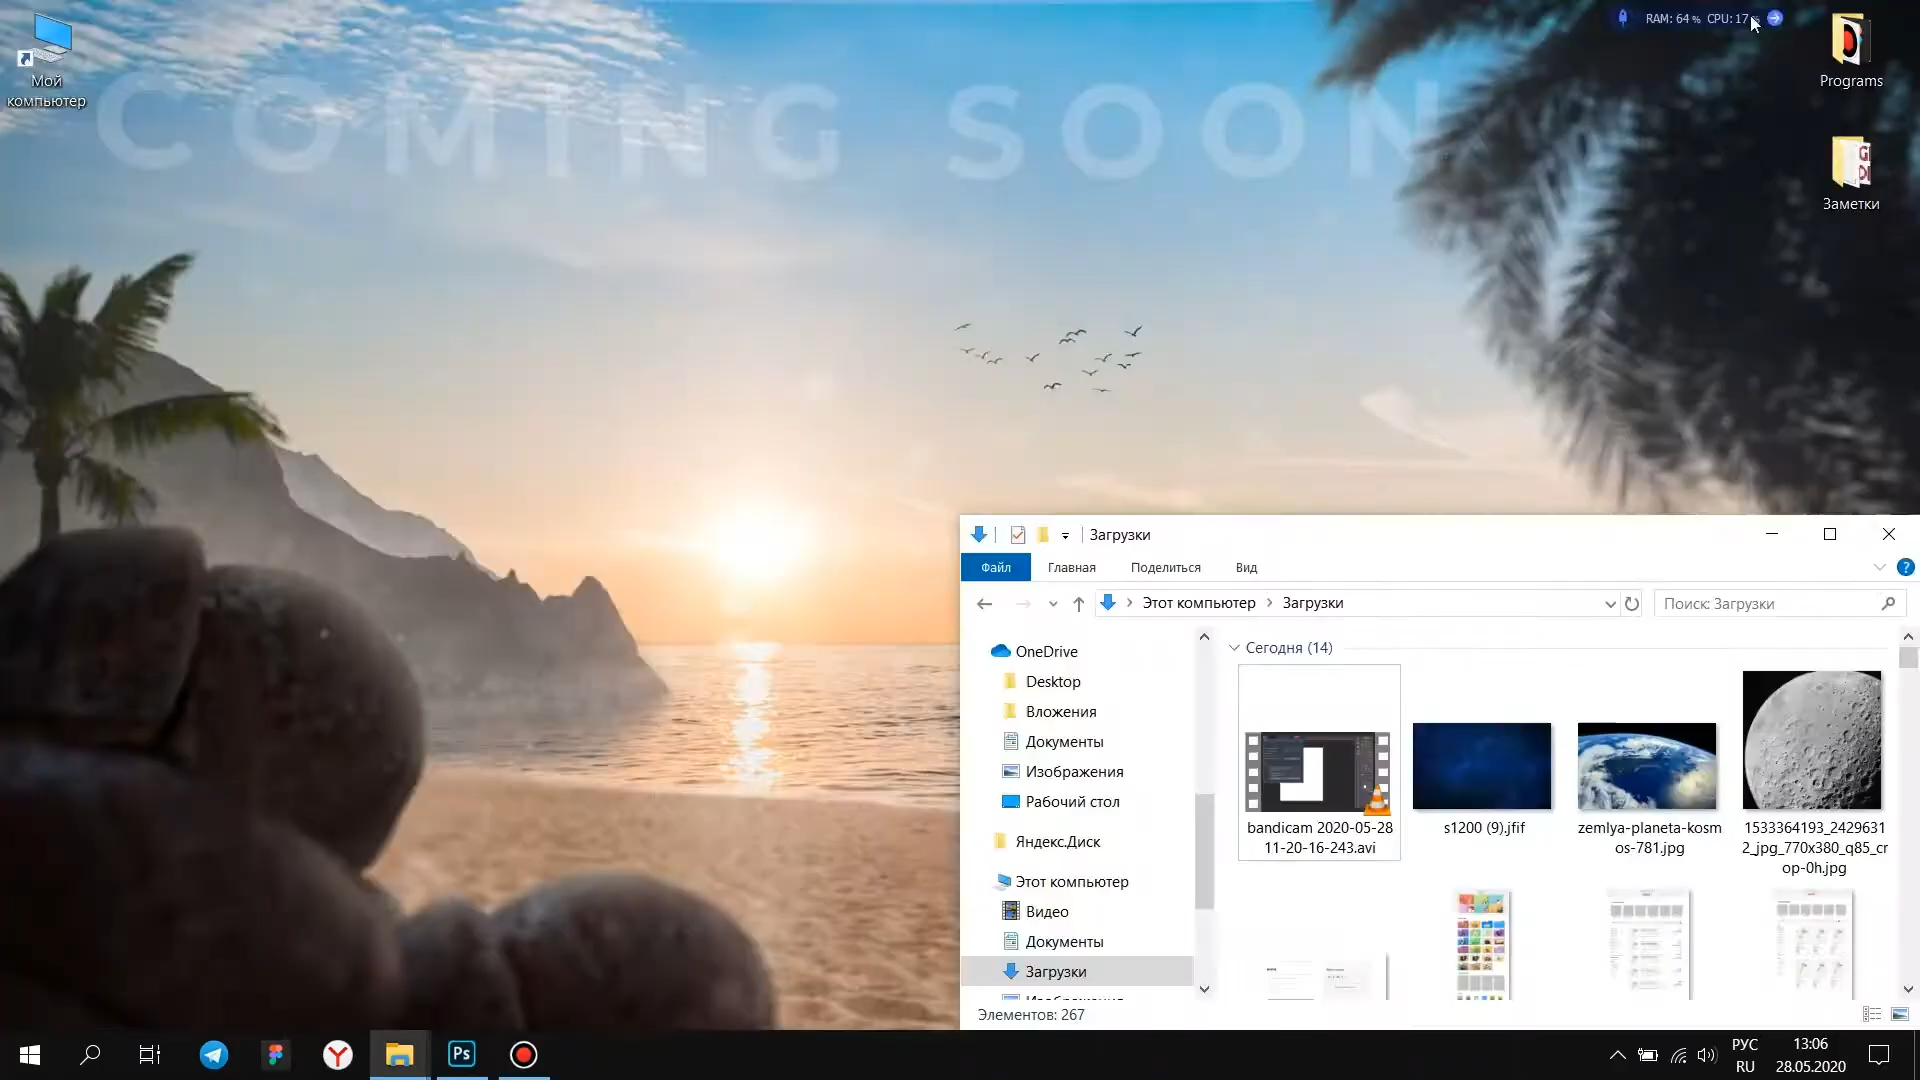 RAM: 64 % CPU: 17
Мой
компьютер
COMING SOON
Programs
Заметки
Загрузки
Файл
Главная
Поделиться
Вид
Этот компьютер
Загрузки
Поиск: Загрузки
OneDrive
Desktop
Вложения
Документы
Изображения
Рабочий стол
Яндекс.Диск
Этот компьютер
Видео
Документы
Загрузки
Изображения
Сегодня (14)
bandicam 2020-05-28
11-20-16-243.avi
s1200 (9).jfif
zemlya-planeta-kosm
os-781.jpg
1533364193_2429631
2_jpg_770x380_q85_cr
op-0h.jpg
Элементов: 267
Ps
РУС
RU
13:06
28.05.2020